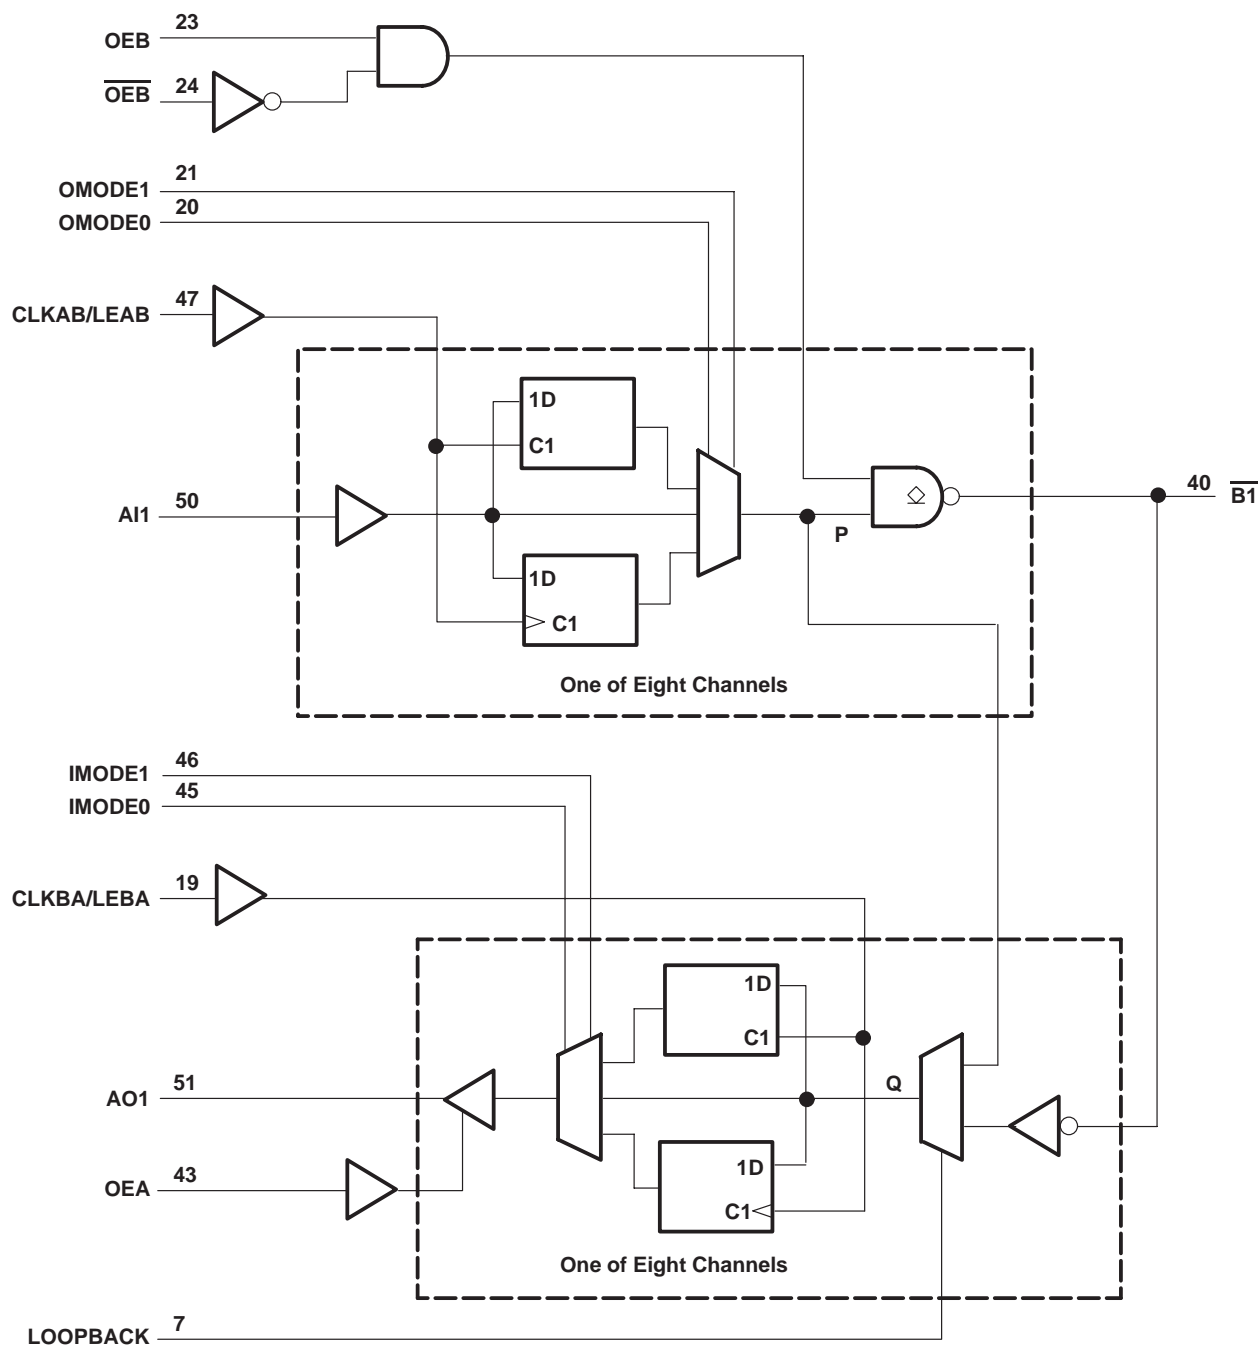 23
OEB
24
O̅E̅B̅
21
OMODE1
20
OMODE0
47
CLKAB/LEAB
1D
C1
50
AI1
40
B̅1̅
P
1D
C1
One of Eight Channels
46
IMODE1
45
IMODE0
19
CLKBA/LEBA
1D
C1
51
AO1
Q
43
OEA
1D
C1
One of Eight Channels
7
LOOPBACK